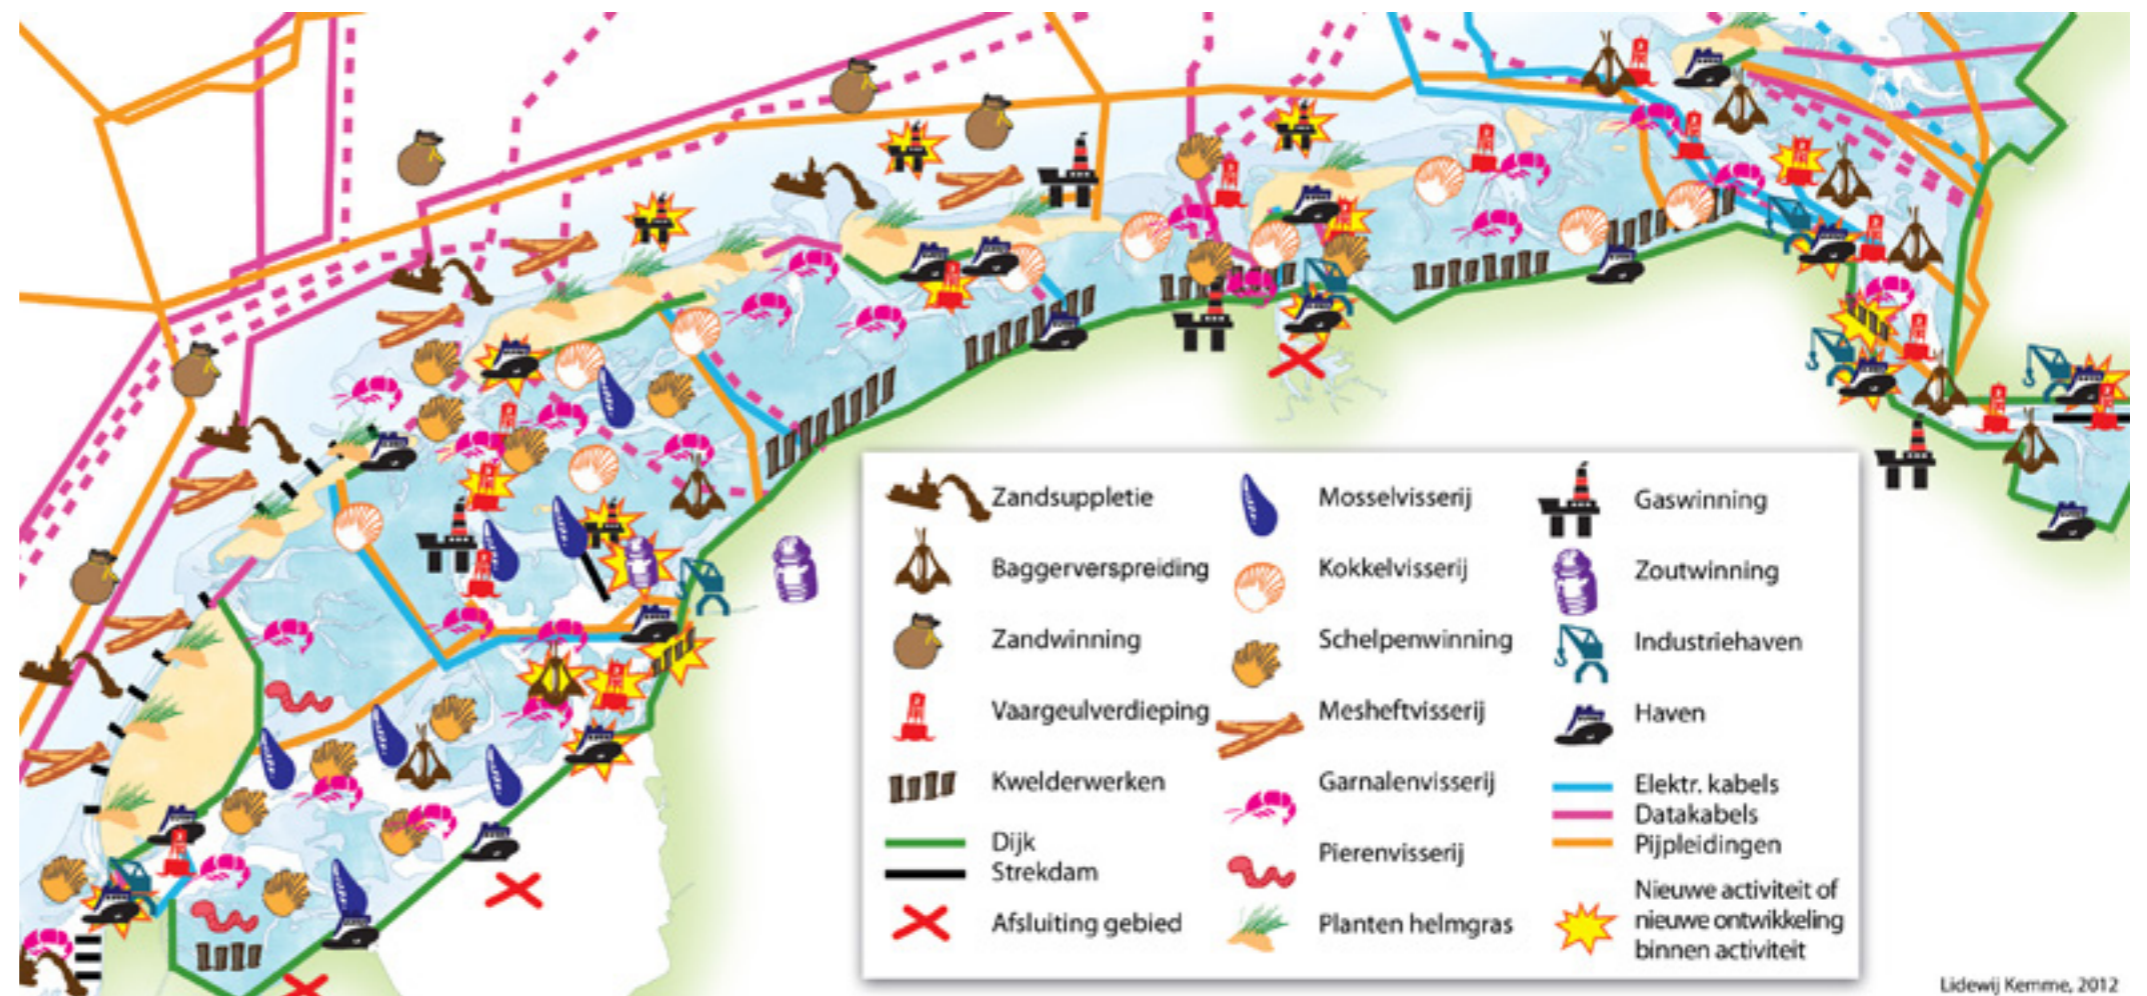 Zandsuppletie
Baggerverspreiding
Zandwinning
Vaargeulverdieping
Kwelderwerken
Dijk
Strekdam
Afsluiting gebied
Mosselvisserij
Kokkelvisserij
Schelpenwinning
Mesheftvisserij
Garnalenvisserij
Pierenvisserij
Planten helmgras
Gaswinning
Zoutwinning
Industriehaven
Haven
Elektr. kabels
Datakabels
Pijpleidingen
Nieuwe activiteit of
nieuwe ontwikkeling
binnen activiteit
Lidewij Kemme, 2012